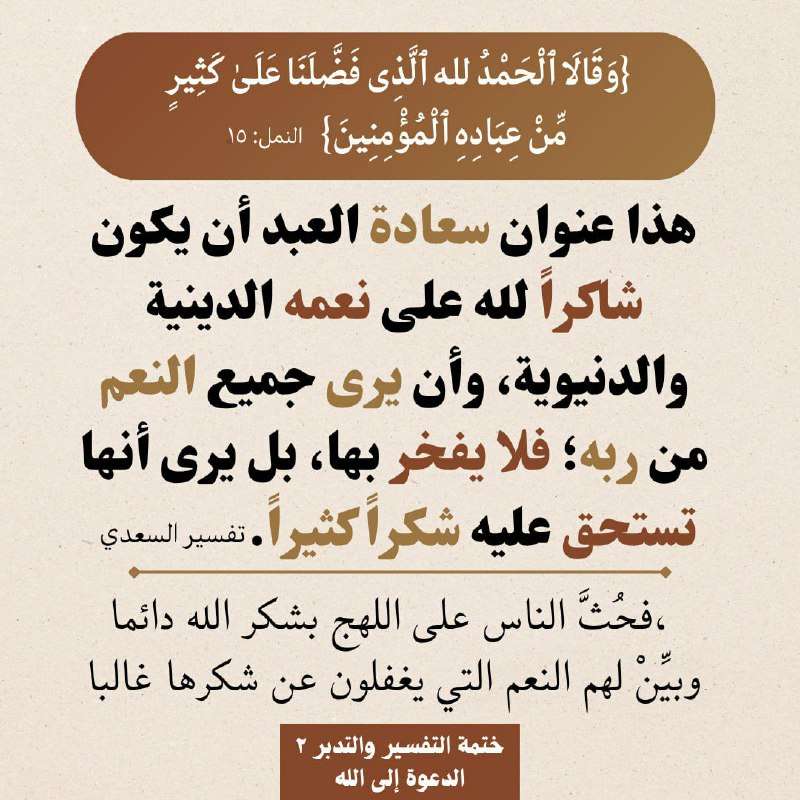 {وَقَالَا ٱلْحَمْدُ لله ٱلَّذِى فَضَّلَنَا عَلَىٰ كَثِيرٍ
مِّنْ عِبَادِهِ ٱلْمُؤْمِنِينَ} النمل: ١٥
هذا عنوان سعادة العبد أن يكون
شاكراً لله على نعمه الدينية
والدنيوية، وأن يرى جميع النعم
من ربه؛ فلا يفخر بها، بل يرى أنها
تستحق عليه شكراً كثيراً. تفسير السعدي
،فحُثَّ الناس على اللهج بشكر الله دائما
وبيِّنْ لهم النعم التي يغفلون عن شكرها غالبا
ختمة التفسير والتدبر ٢
الدعوة إلى الله